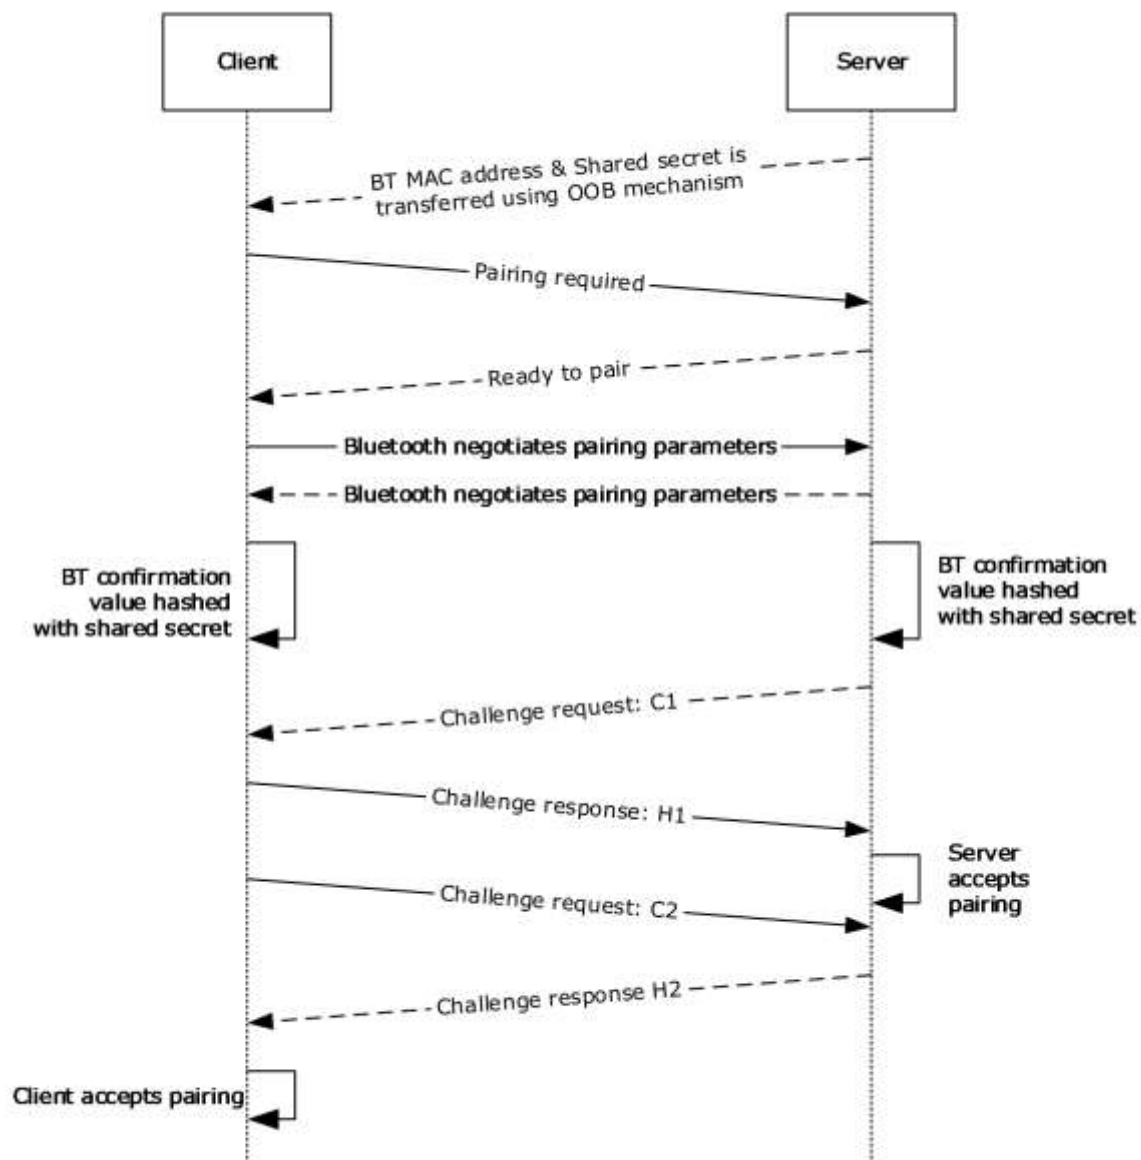 Client
Server
BT MAC address & Shared secret is
transferred using OOB mechanism
Pairing required
Ready to pair
Bluetooth negotiates pairing parameters
Bluetooth negotiates pairing parameters
BT confirmation
value hashed
with shared secret
BT confirmation
value hashed
with shared secret
Challenge request: C1
Challenge response: H1
Server
accepts
pairing
Challenge request: C2
Challenge response H2
Client accepts pairing